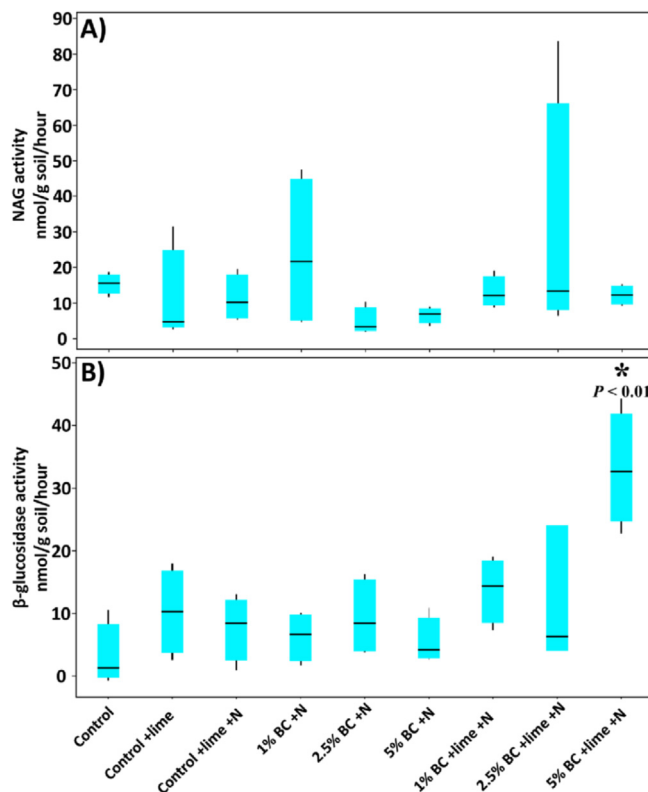 A)
NAG activity
nmol/g soil/hour
90
80
70
60
50
40
30
20
10
0
B)
β-glucosidase activity
nmol/g soil/hour
50
40
30
20
10
0
*
P < 0.01
Control
Control +lime
Control +lime +N
1% BC +N
2.5% BC +N
5% BC +N
1% BC +lime +N
2.5% BC +lime +N
5% BC +lime +N